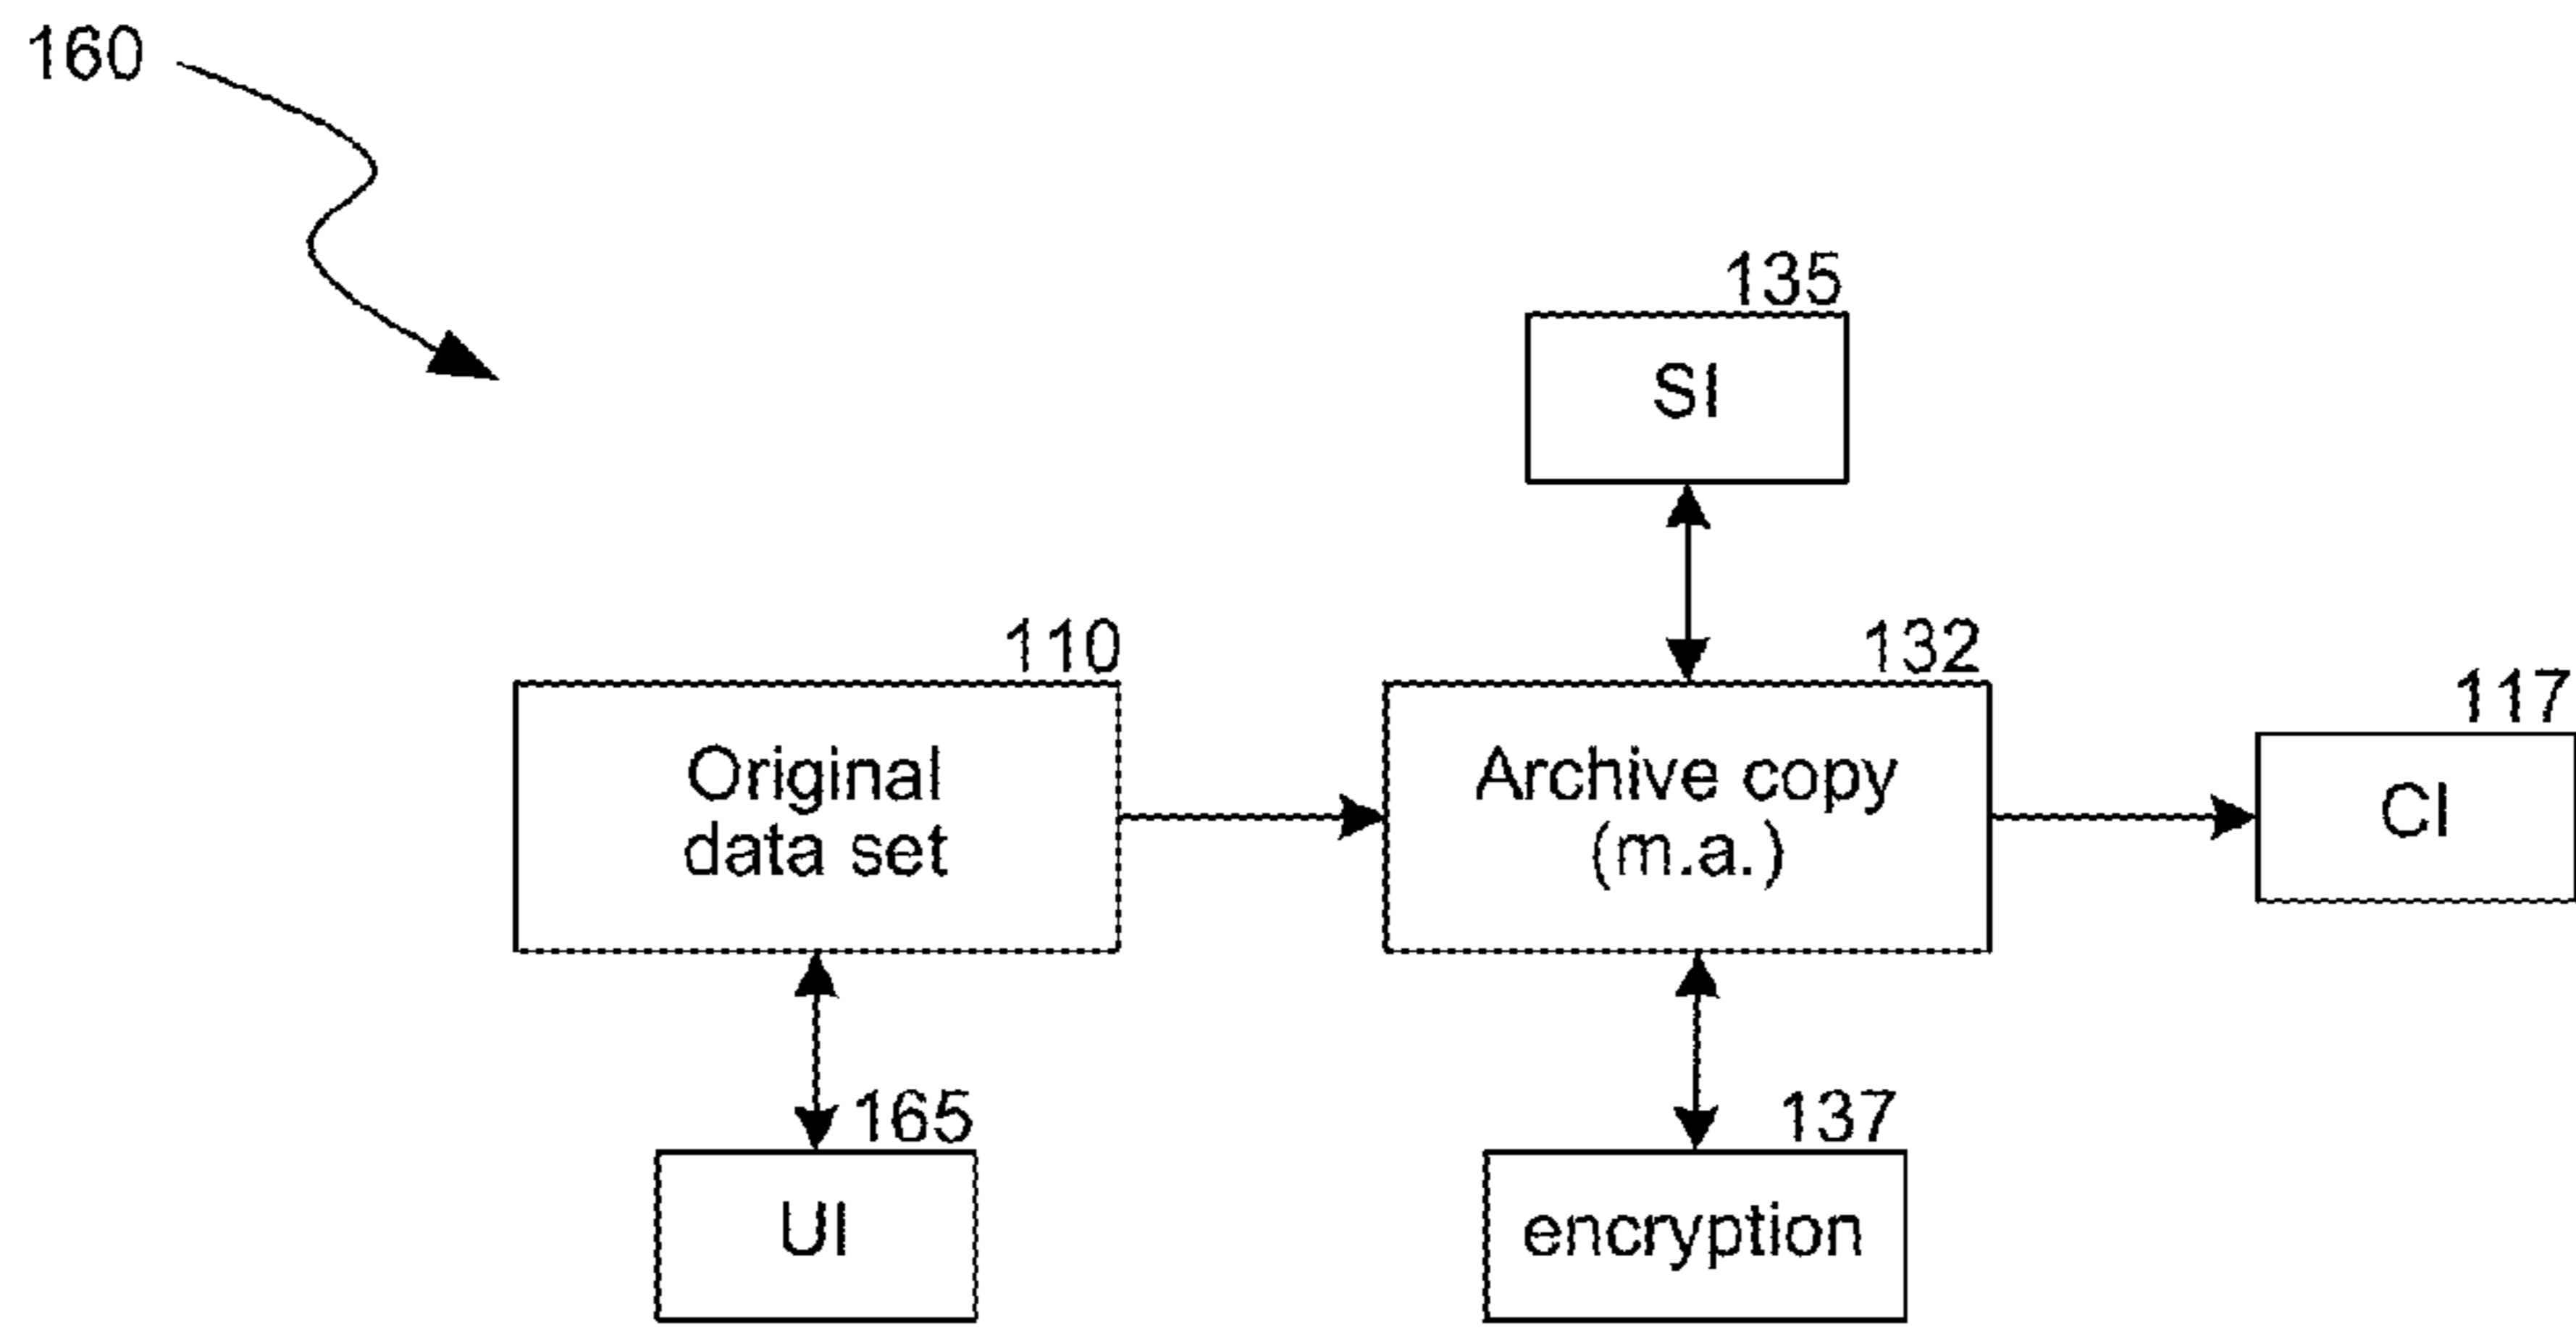 160
135
SI
110
132
117
Original
data set
Archive copy
(m.a.)
CI
165
137
UI
encryption